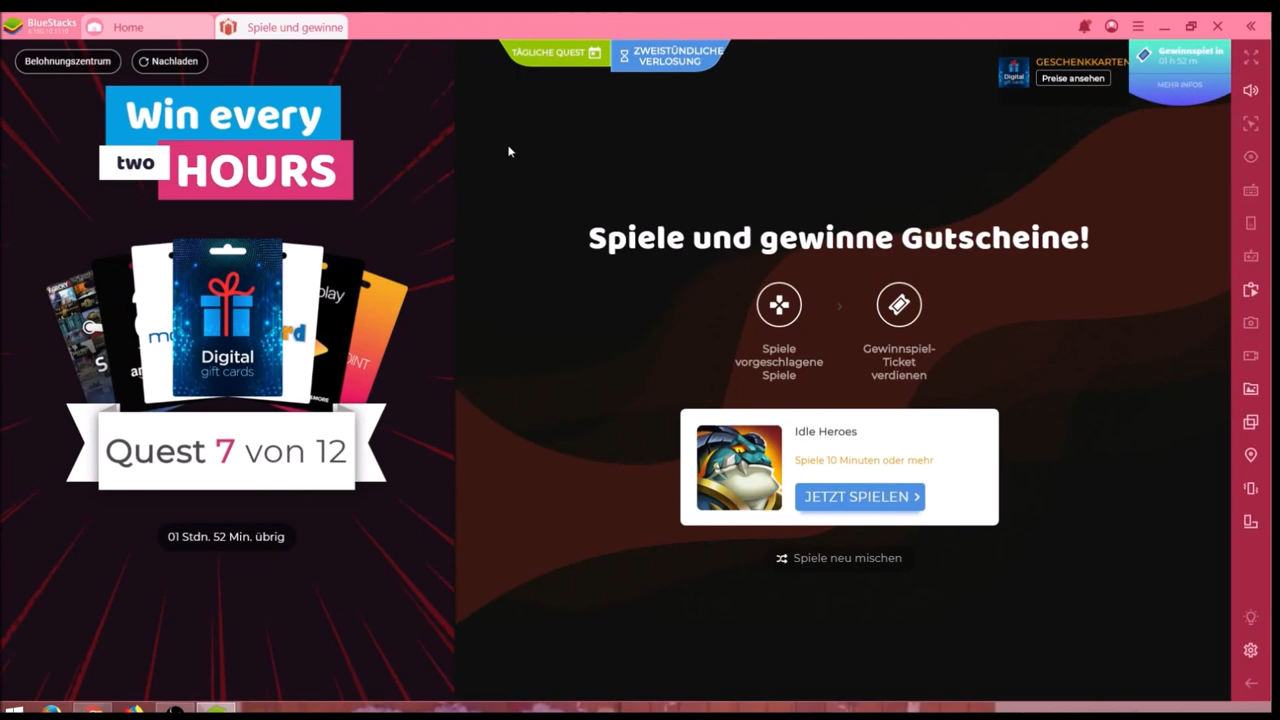 BlueStacks
Home
Spiele und gewinne
Belohnungszentrum
Nachladen
TÄGLICHE QUEST
ZWEISTÜNDLICHE
VERLOSUNG
GESCHENKKARTEN
Preise ansehen
Gewinnspiel in
01 h 52 m
MEHR INFOS
Win every
two HOURS
Digital
gift cards
Quest 7 von 12
01 Stdn. 52 Min. übrig
Spiele und gewinne Gutscheine!
Spiele
vorgeschlagene
Spiele
Gewinnspiel-
Ticket
verdienen
Idle Heroes
Spiele 10 Minuten oder mehr
JETZT SPIELEN
Spiele neu mischen